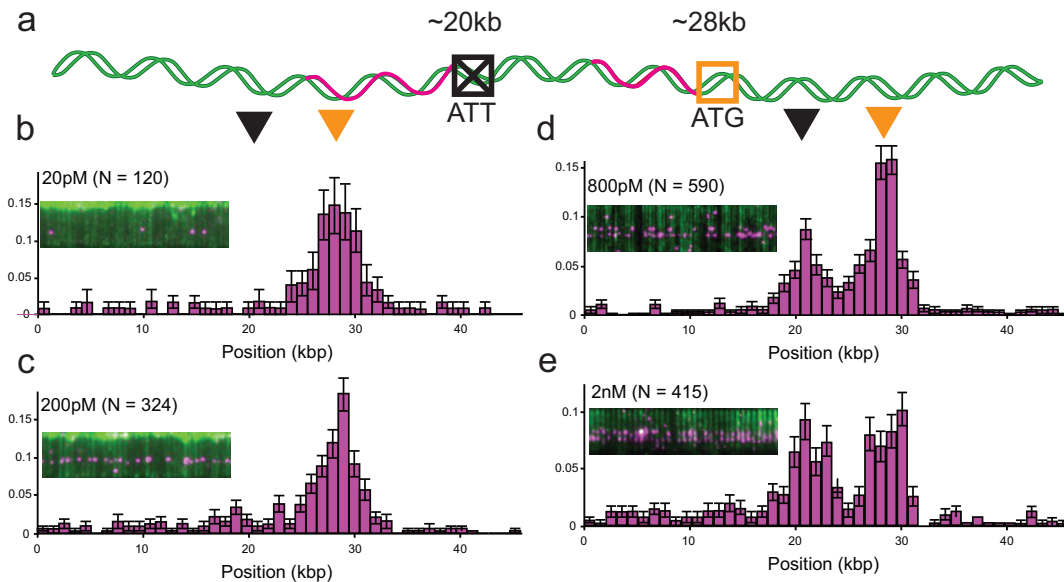 a
~20kb ~28kb
ATT ATG
b
20pM (N = 120)
0.15
0.1
0.05
0
0 10 20 30 40
Position (kbp)
c
200pM (N = 324)
0.15
0.1
0.05
0
0 10 20 30 40
Position (kbp)
d
0.15
800pM (N = 590)
0.1
0.05
0
0 10 20 30 40
Position (kbp)
e
2nM (N = 415)
0.1
0.05
0
0 10 20 30 40
Position (kbp)